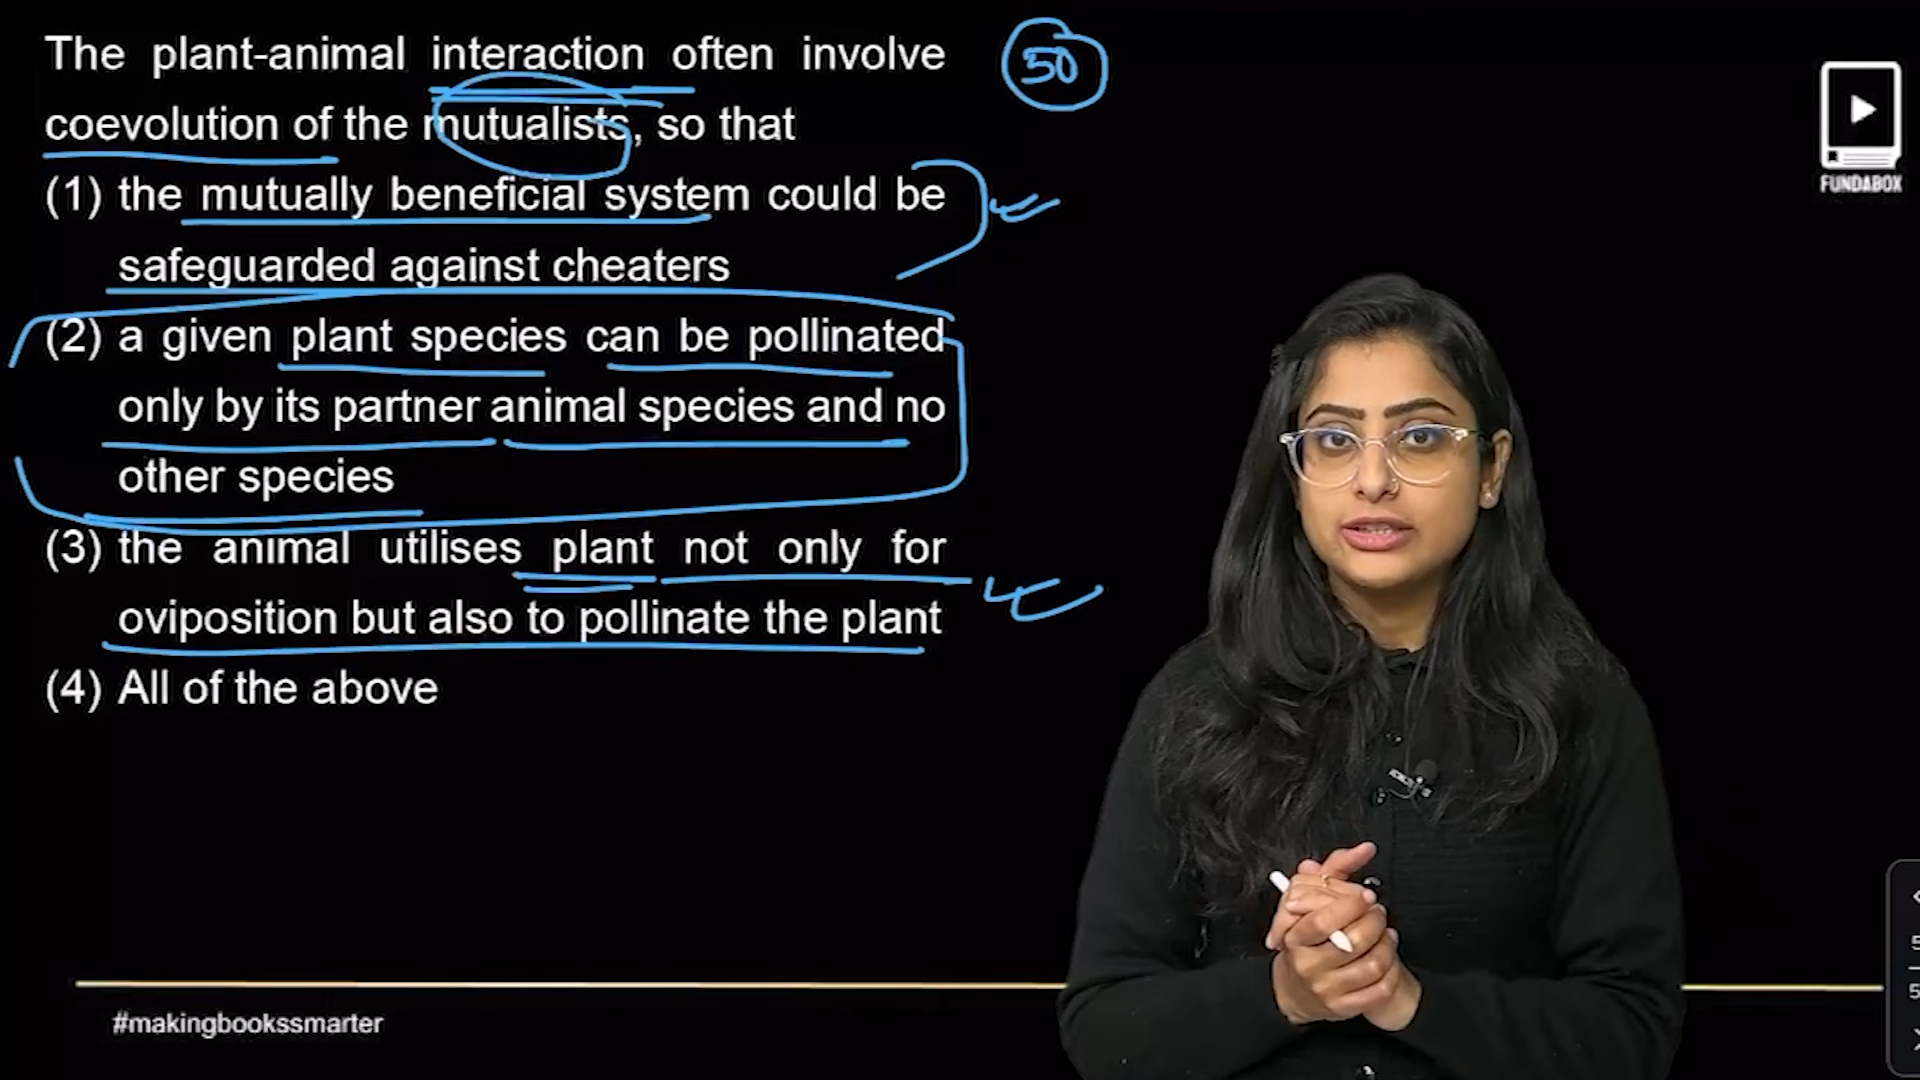 The plant-animal interaction often involve
50
coevolution of the mutualists, so that
(1) the mutually beneficial system could be
safeguarded against cheaters
(2) a given plant species can be pollinated
only by its partner animal species and no
other species
(3) the animal utilises plant not only for
oviposition but also to pollinate the plant
(4) All of the above
FUNDABOX
#makingbookssmarter
5
5